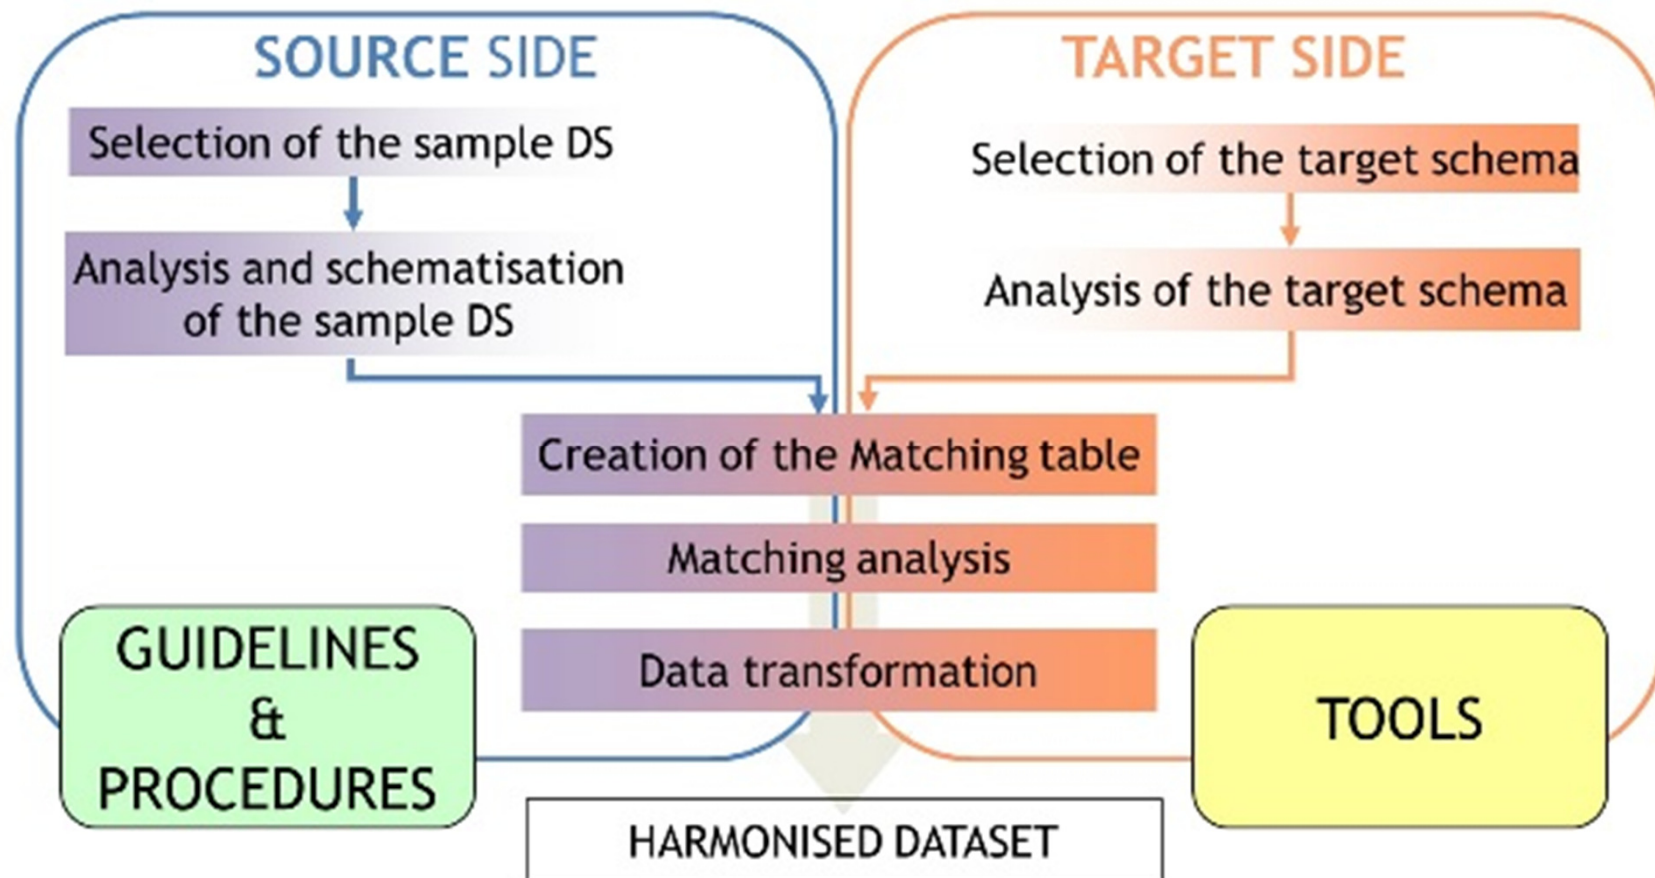 SOURCE SIDE
Selection of the sample DS
Analysis and schematisation
of the sample DS
TARGET SIDE
Selection of the target schema
Analysis of the target schema
Creation of the Matching table
Matching analysis
Data transformation
GUIDELINES
&
PROCEDURES
TOOLS
HARMONISED DATASET